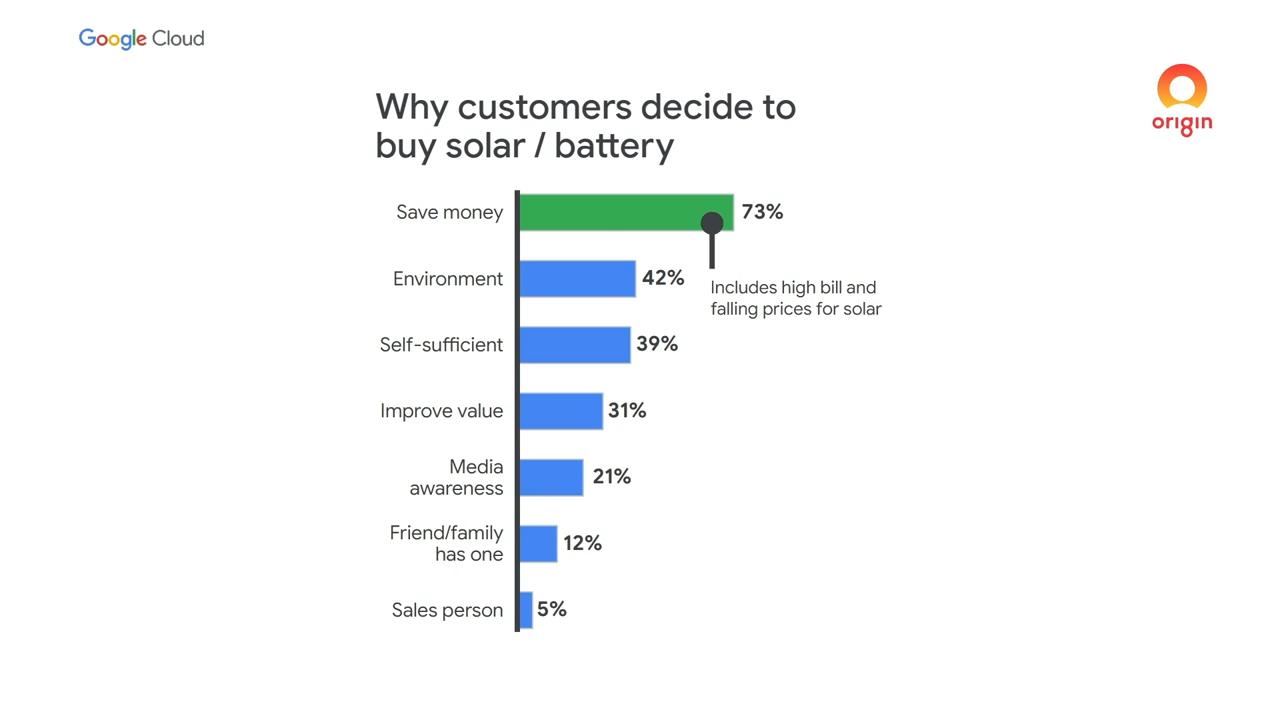 Google Cloud
origin
Why customers decide to
buy solar / battery
Save money
73%
Includes high bill and
falling prices for solar
Environment
42%
Self-sufficient
39%
Improve value
31%
Media
awareness
21%
Friend/family
has one
12%
Sales person
5%